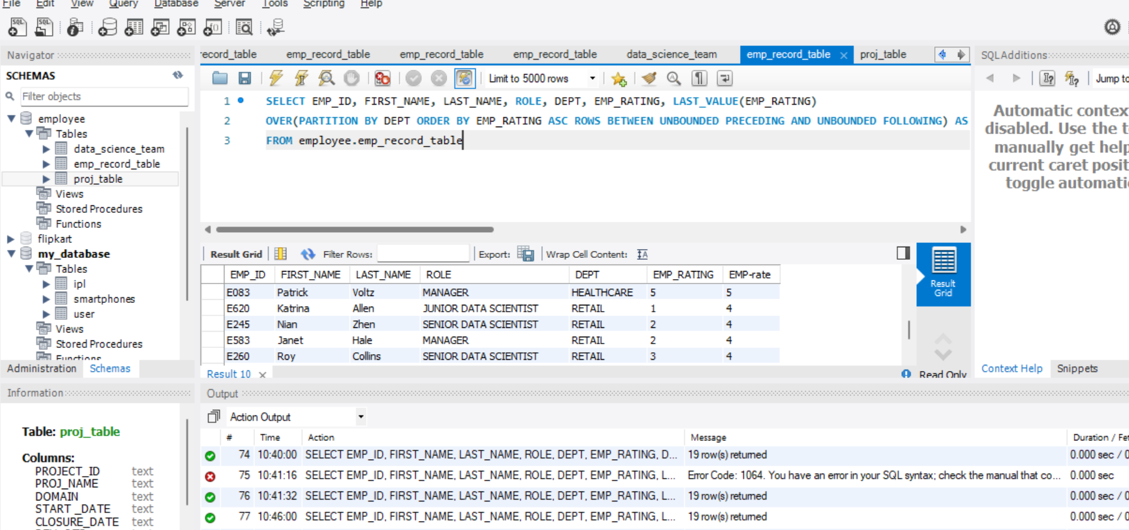 File Edit View Query Database Server Tools Scripting Help
Navigator
SCHEMAS
Filter objects
employee
Tables
data_science_team
emp_record_table
proj_table
Views
Stored Procedures
Functions
flipkart
my_database
Tables
ipl
smartphones
user
Views
Stored Procedures
Functions
Administration Schemas
Information
Table: proj_table
Columns:
PROJECT_ID text
PROJ_NAME text
DOMAIN text
START _DATE text
CLOSURE_DATE text
record_table emp_record_table emp_record_table emp_record_table data_science_team emp_record_table proj_table
Limit to 5000 rows
1 SELECT EMP_ID, FIRST_NAME, LAST_NAME, ROLE, DEPT, EMP_RATING, LAST_VALUE(EMP_RATING)
2 OVER(PARTITION BY DEPT ORDER BY EMP_RATING ASC ROWS BETWEEN UNBOUNDED PRECEDING AND UNBOUNDED FOLLOWING) AS
3 FROM employee.emp_record_table
Result Grid Filter Rows: Export: Wrap Cell Content:
EMP_ID FIRST_NAME LAST_NAME ROLE DEPT EMP_RATING EMP-rate
E083 Patrick Voltz MANAGER HEALTHCARE 5 5
E620 Katrina Allen JUNIOR DATA SCIENTIST RETAIL 1 4
E245 Nian Zhen SENIOR DATA SCIENTIST RETAIL 2 4
E583 Janet Hale MANAGER RETAIL 2 4
E260 Roy Collins SENIOR DATA SCIENTIST RETAIL 3 4
Result
Grid
Result 10 Read Only
Output
Action Output
# Time Action Message Duration / Fet
74 10:40:00 SELECT EMP_ID, FIRST_NAME, LAST_NAME, ROLE, DEPT, EMP_RATING, D... 19 row(s) returned 0.000 sec / 0
75 10:41:16 SELECT EMP_ID, FIRST_NAME, LAST_NAME, ROLE, DEPT, EMP_RATING, L... Error Code: 1064. You have an error in your SQL syntax; check the manual that co... 0.000 sec
76 10:41:32 SELECT EMP_ID, FIRST_NAME, LAST_NAME, ROLE, DEPT, EMP_RATING, L... 19 row(s) returned 0.000 sec / 0
77 10:46:00 SELECT EMP_ID, FIRST_NAME, LAST_NAME, ROLE, DEPT, EMP_RATING, L... 19 row(s) returned 0.000 sec / 0
SQLAdditions
Jump to
Automatic contex
disabled. Use the t
manually get help
current caret posit
toggle automati
Context Help Snippets